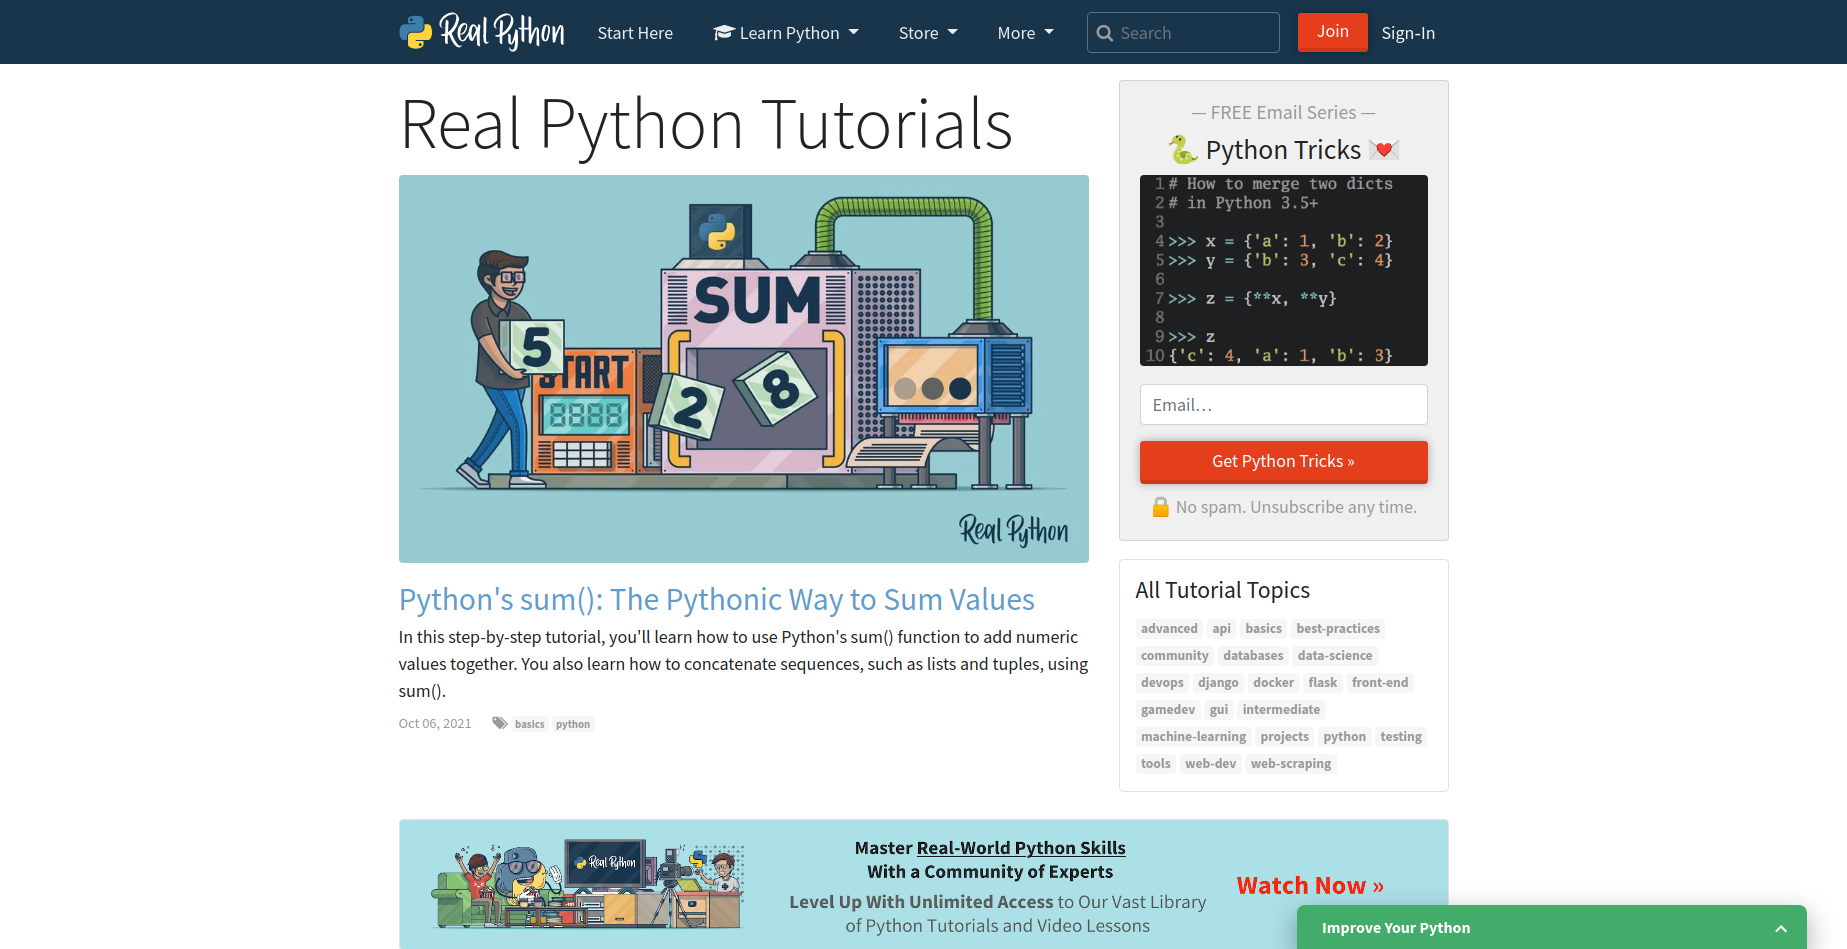 Real Python
Start Here
Learn Python
Store
More
Search
Join
Sign-In
Real Python Tutorials
SUM
START
5
2
8
8888
Real Python
Python's sum(): The Pythonic Way to Sum Values
In this step-by-step tutorial, you'll learn how to use Python's sum() function to add numeric
values together. You also learn how to concatenate sequences, such as lists and tuples, using
sum().
Oct 06, 2021
basics python
— FREE Email Series —
🐍 Python Tricks 💌
1 # How to merge two dicts
2 # in Python 3.5+
3
4 >>> x = {'a': 1, 'b': 2}
5 >>> y = {'b': 3, 'c': 4}
6
7 >>> z = {**x, **y}
8
9 >>> z
10 {'c': 4, 'a': 1, 'b': 3}
Email…
Get Python Tricks »
🔒 No spam. Unsubscribe any time.
All Tutorial Topics
advanced api basics best-practices
community databases data-science
devops django docker flask front-end
gamedev gui intermediate
machine-learning projects python testing
tools web-dev web-scraping
Real Python
Master Real-World Python Skills
With a Community of Experts
Level Up With Unlimited Access to Our Vast Library
of Python Tutorials and Video Lessons
Watch Now »
Improve Your Python